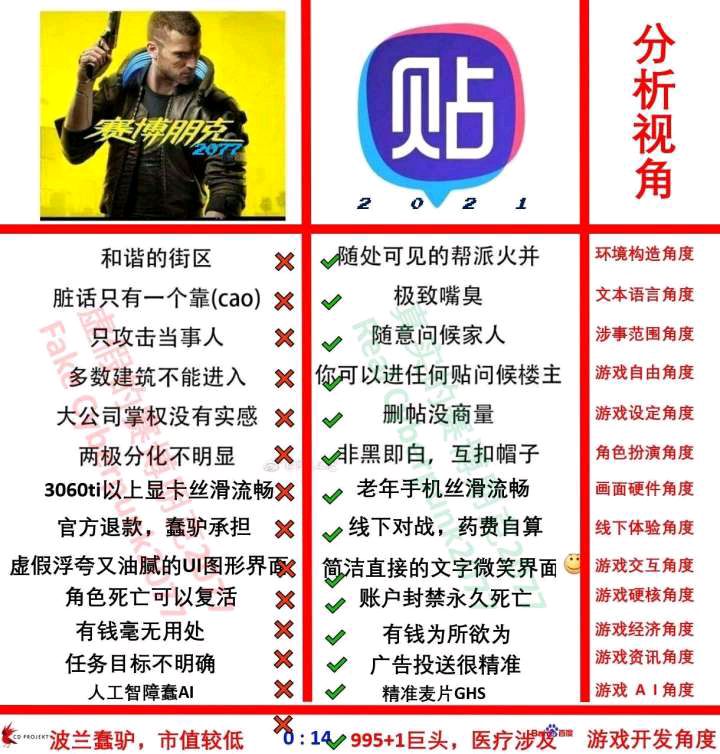 赛博朋克
2077
贴
2 0 2 1
分析视角
和谐的街区
随处可见的帮派火并
环境构造角度
脏话只有一个靠(cao)
极致嘴臭
文本语言角度
只攻击当事人
随意问候家人
涉事范围角度
多数建筑不能进入
你可以进任何贴问候楼主
游戏自由角度
大公司掌权没有实感
删帖没商量
游戏设定角度
两极分化不明显
非黑即白，互扣帽子
角色扮演角度
3060ti以上显卡丝滑流畅
老年手机丝滑流畅
画面硬件角度
官方退款，蠢驴承担
线下对战，药费自算
线下体验角度
虚假浮夸又油腻的UI图形界面
简洁直接的文字微笑界面
游戏交互角度
角色死亡可以复活
账户封禁永久死亡
游戏硬核角度
有钱毫无用处
有钱为所欲为
游戏经济角度
任务目标不明确
广告投送很精准
游戏资讯角度
人工智障蠢AI
精准麦片GHS
游戏 A I 角度
CD PROJEKT
波兰蠢驴，市值较低
0 : 14
995+1巨头，医疗涉及
Bai 百度
游戏开发角度
虚假的赛博朋克2077
Fake Cyberpunk2077
真实的赛博朋克2077
Real Cyberpunk2077